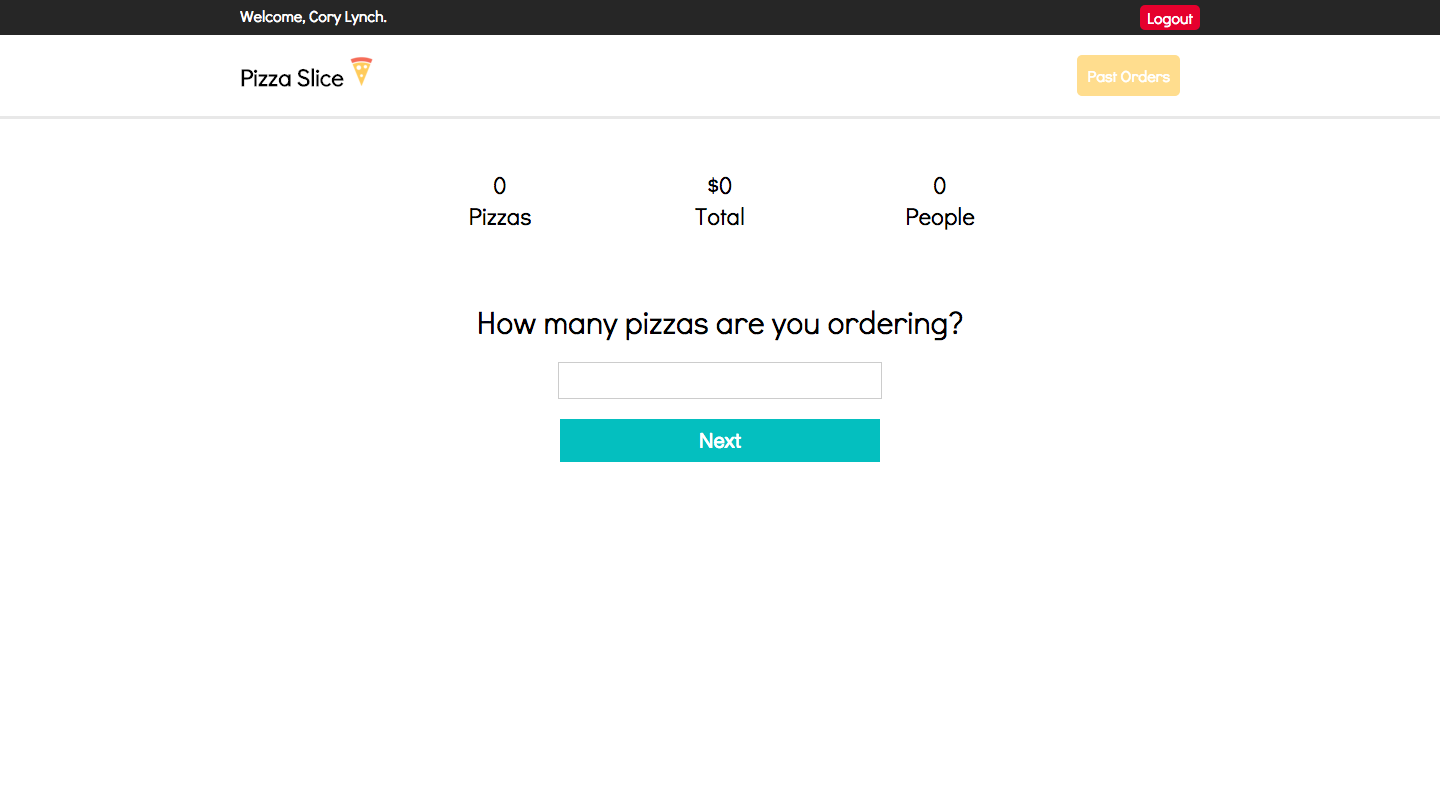 Welcome, Cory Lynch.
Logout
Pizza Slice
Past Orders
0
Pizzas
$0
Total
0
People
How many pizzas are you ordering?
Next